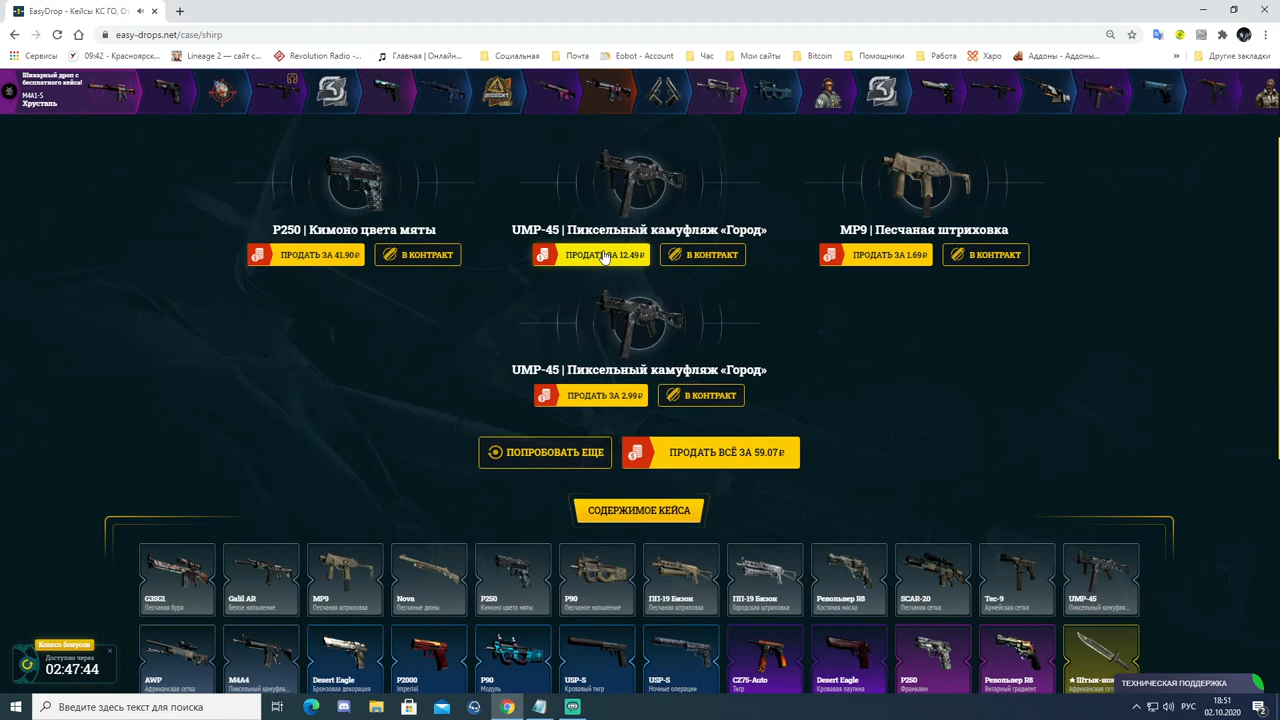 EasyDrop - Кейсы КС ГО, От
easy-drops.net/case/shirp
Сервисы
09:42 - Красноярск...
Lineage 2 — сайт с...
Revolution Radio -...
Главная | Онлайн...
Социальная
Почта
Eobot - Account
Час
Мои сайты
Bitcoin
Помощники
Работа
Харо
Аддоны - Аддоны...
»
Другие закладки
Шикарный дроп с
бесплатного кейса!
M4A1-S
Хрусталь
P250 | Кимоно цвета мяты
UMP-45 | Пиксельный камуфляж «Город»
MP9 | Песчаная штриховка
ПРОДАТЬ ЗА 41.90₽
В КОНТРАКТ
ПРОДАТЬ ЗА 12.49₽
В КОНТРАКТ
ПРОДАТЬ ЗА 1.69₽
В КОНТРАКТ
UMP-45 | Пиксельный камуфляж «Город»
ПРОДАТЬ ЗА 2.99₽
В КОНТРАКТ
ПОПРОБОВАТЬ ЕЩЕ
ПРОДАТЬ ВСЁ ЗА 59.07₽
СОДЕРЖИМОЕ КЕЙСА
G3SG1
Песчаная буря
Galil AR
Белое напыление
MP9
Песчаная штриховка
Nova
Песчаные дюны
P250
Кимоно цвета мяты
P90
Песчаное напыление
ПП-19 Бизон
Песчаная штриховка
ПП-19 Бизон
Городская штриховка
Револьвер R8
Костяная маска
SCAR-20
Песчаная сетка
Tec-9
Армейская сетка
UMP-45
Пиксельный камуфля...
AWP
Африканская сетка
M4A4
Пиксельный камуфля...
Desert Eagle
Бронзовая декорация
P2000
Imperial
P90
Модуль
USP-S
Кровавый тигр
USP-S
Ночные операции
CZ75-Auto
Тигр
Desert Eagle
Кровавая паутина
P250
Франклин
Револьвер R8
Янтарный градиент
★ Штык-нож
Африканская сет
Колесо бонусов
Доступно через
02:47:44
ТЕХНИЧЕСКАЯ ПОДДЕРЖКА
Введите здесь текст для поиска
РУС
18:51
02.10.2020